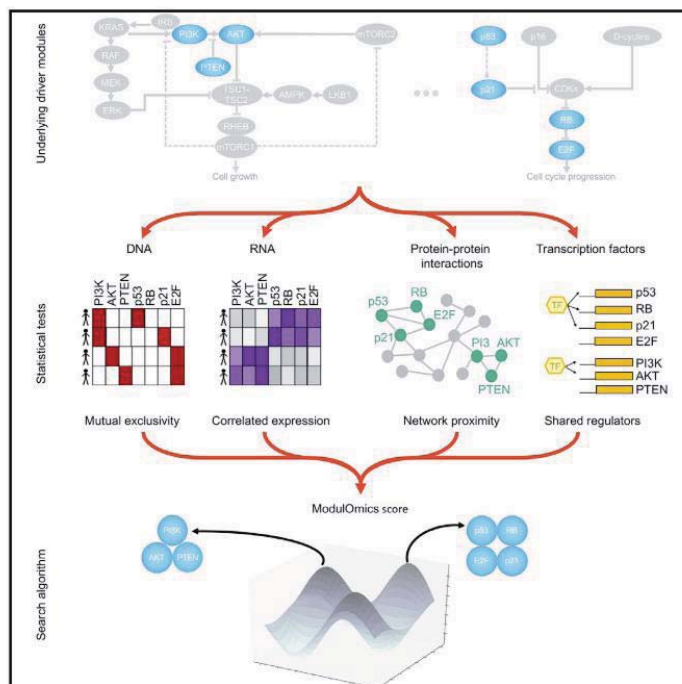 Underlying driver modules
KRAS
IRS
PI3K
AKT
mTORC2
RAF
PTEN
MEK
TSC1-
TSC2
AMPK
LKB1
ERK
RHEB
mTORC1
Cell growth
p53
p16
D-cyclins
p21
CDKs
RB
E2F
Cell cycle progression
DNA
RNA
Protein-protein
interactions
Transcription factors
Statistical tests
PI3K
AKT
PTEN
p53
RB
p21
E2F
PI3K
AKT
PTEN
p53
RB
p21
E2F
p53
RB
E2F
p21
PI3
AKT
PTEN
TF
p53
RB
p21
E2F
TF
PI3K
AKT
PTEN
Mutual exclusivity
Correlated expression
Network proximity
Shared regulators
ModulOmics score
Search algorithm
PI3K
AKT
PTEN
p53
RB
E2F
p21